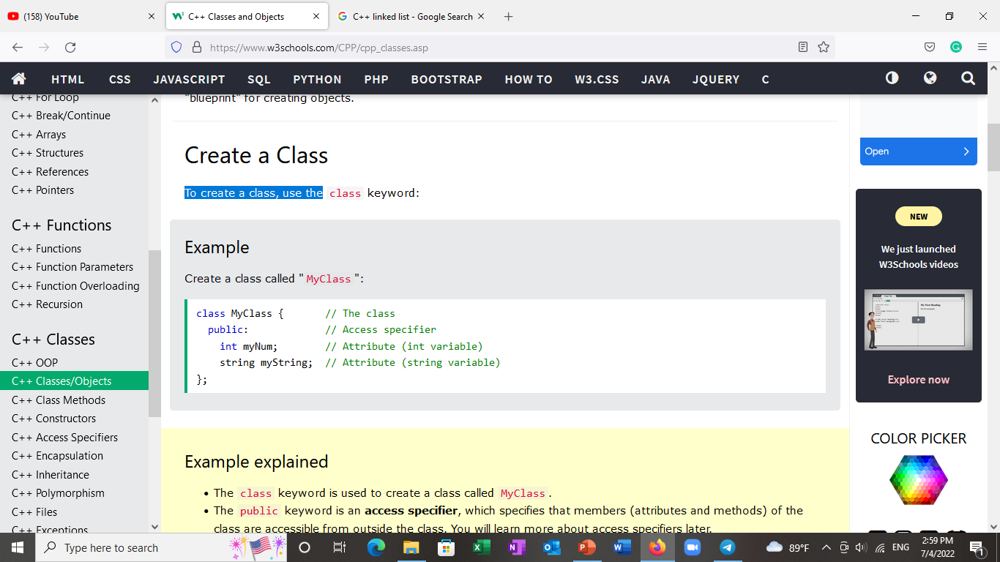 (158) YouTube
C++ Classes and Objects
C++ linked list - Google Search
https://www.w3schools.com/CPP/cpp_classes.asp
HTML CSS JAVASCRIPT SQL PYTHON PHP BOOTSTRAP HOW TO W3.CSS JAVA JQUERY C
C++ For Loop
C++ Break/Continue
C++ Arrays
C++ Structures
C++ References
C++ Pointers
C++ Functions
C++ Functions
C++ Function Parameters
C++ Function Overloading
C++ Recursion
C++ Classes
C++ OOP
C++ Classes/Objects
C++ Class Methods
C++ Constructors
C++ Access Specifiers
C++ Encapsulation
C++ Inheritance
C++ Polymorphism
C++ Files
C++ Exceptions
"blueprint" for creating objects.
Create a Class
To create a class, use the class keyword:
Example
Create a class called "MyClass":
class MyClass {       // The class
  public:             // Access specifier
    int myNum;        // Attribute (int variable)
    string myString;  // Attribute (string variable)
};
Example explained
• The class keyword is used to create a class called MyClass.
• The public keyword is an access specifier, which specifies that members (attributes and methods) of the
class are accessible from outside the class. You will learn more about access specifiers later.
Open
NEW
We just launched
W3Schools videos
Explore now
COLOR PICKER
Type here to search
89°F
ENG
2:59 PM
7/4/2022
1